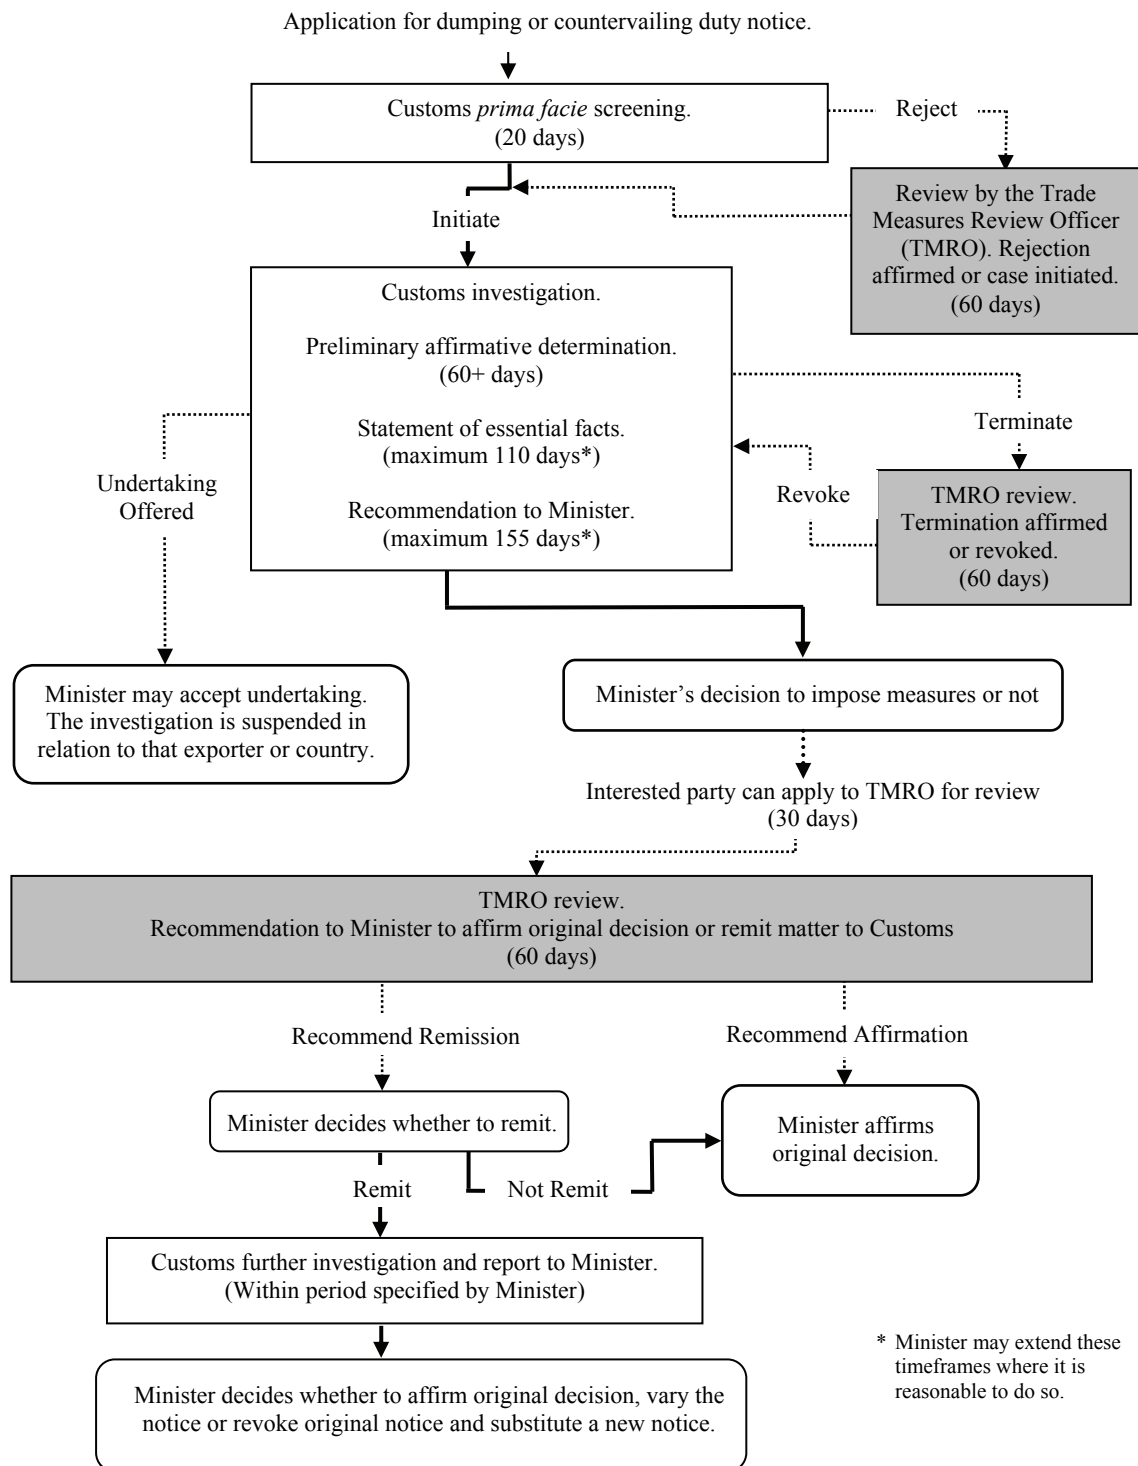 Application for dumping or countervailing duty notice.
Customs prima facie screening.
(20 days)
Reject
Review by the Trade
Measures Review Officer
(TMRO). Rejection
affirmed or case initiated.
(60 days)
Initiate
Customs investigation.
Preliminary affirmative determination.
(60+ days)
Statement of essential facts.
(maximum 110 days*)
Recommendation to Minister.
(maximum 155 days*)
Terminate
Revoke
TMRO review.
Termination affirmed
or revoked.
(60 days)
Undertaking
Offered
Minister may accept undertaking.
The investigation is suspended in
relation to that exporter or country.
Minister’s decision to impose measures or not
Interested party can apply to TMRO for review
(30 days)
TMRO review.
Recommendation to Minister to affirm original decision or remit matter to Customs
(60 days)
Recommend Remission
Recommend Affirmation
Minister decides whether to remit.
Minister affirms
original decision.
Remit
Not Remit
Customs further investigation and report to Minister.
(Within period specified by Minister)
Minister decides whether to affirm original decision, vary the
notice or revoke original notice and substitute a new notice.
* Minister may extend these
timeframes where it is
reasonable to do so.